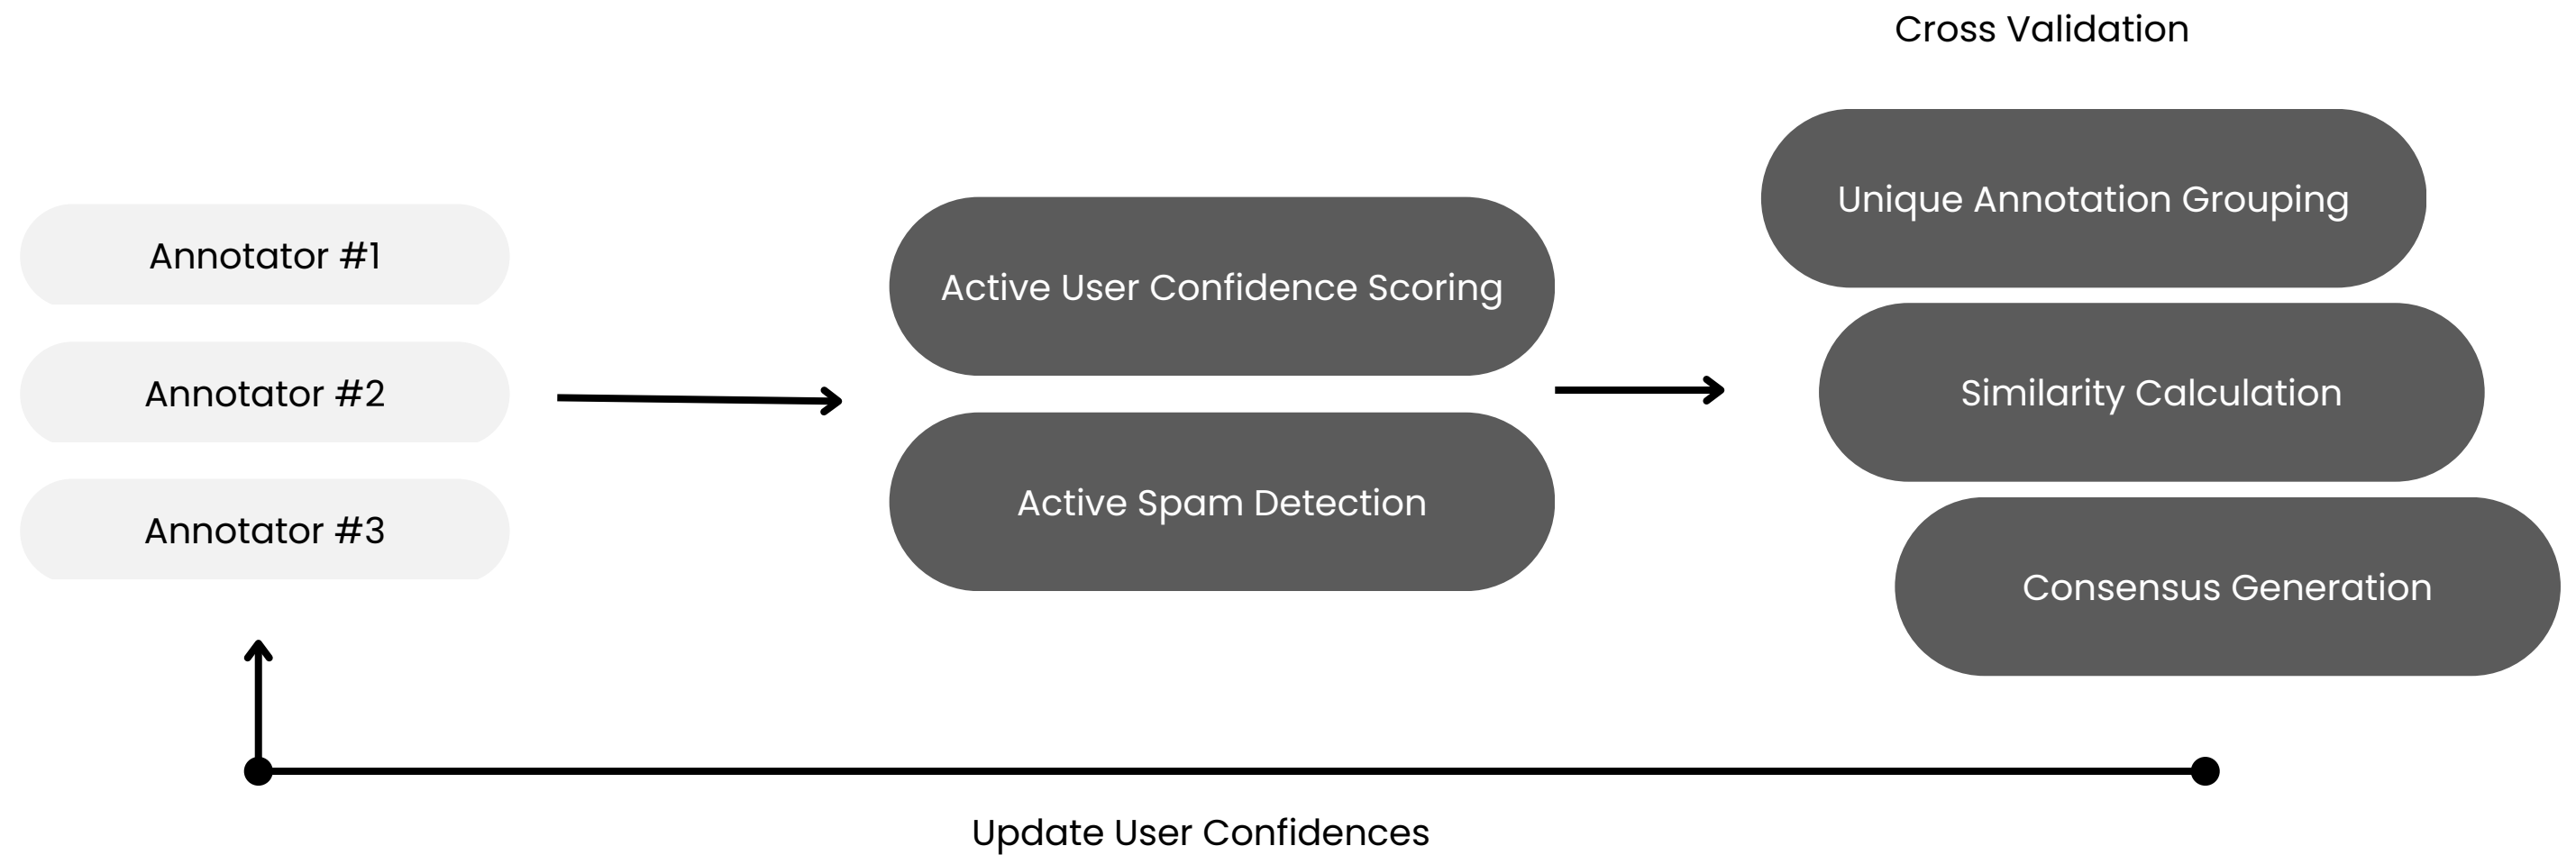 Cross Validation
Annotator #1
Annotator #2
Annotator #3
Active User Confidence Scoring
Active Spam Detection
Unique Annotation Grouping
Similarity Calculation
Consensus Generation
Update User Confidences